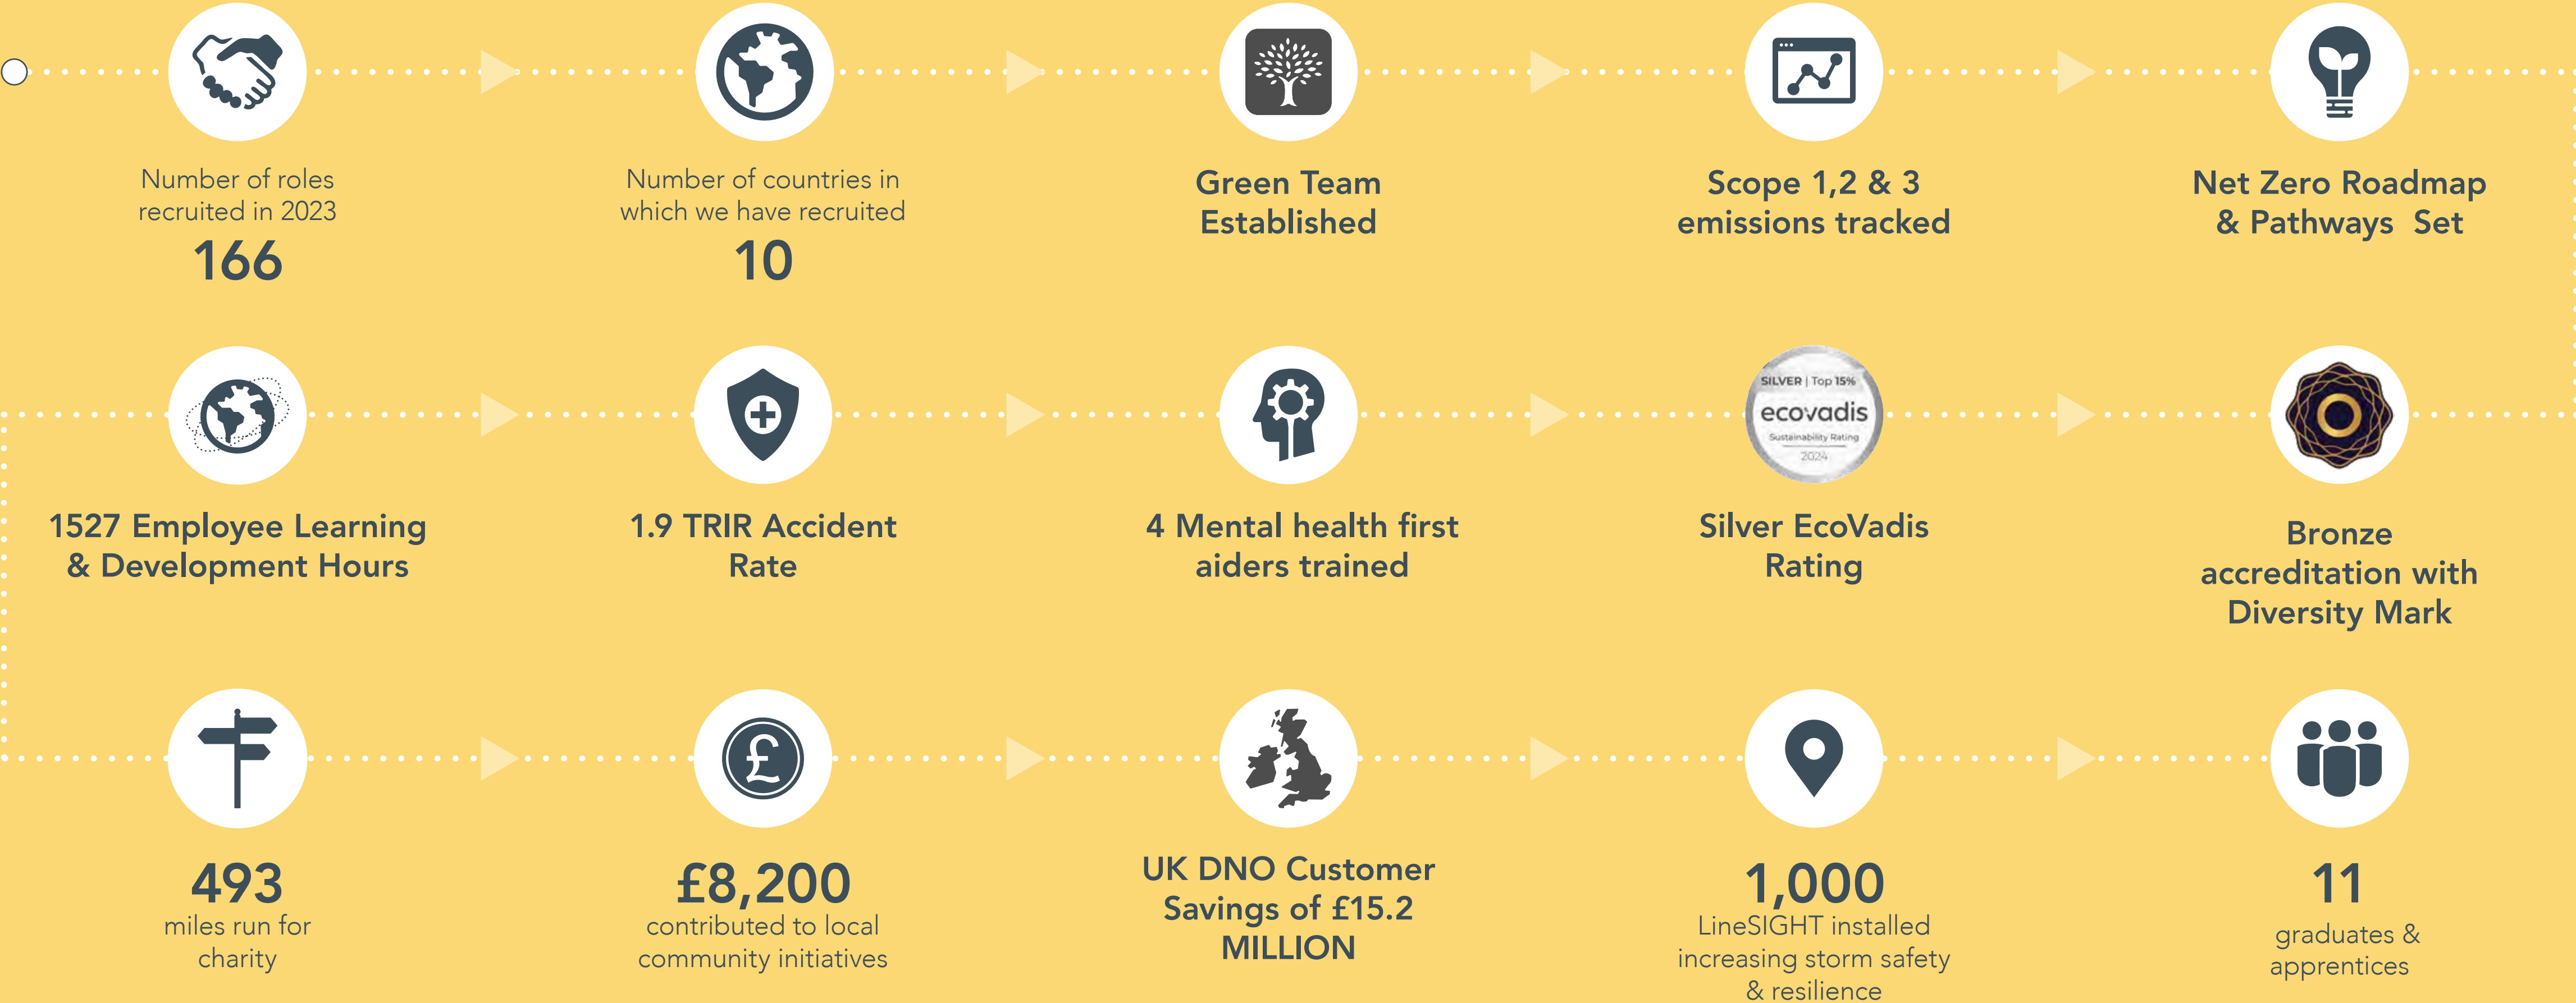 Number of roles
recruited in 2023
166
Number of countries in
which we have recruited
10
Green Team
Established
Scope 1,2 & 3
emissions tracked
Net Zero Roadmap
& Pathways  Set
1527 Employee Learning
& Development Hours
1.9 TRIR Accident
Rate
4 Mental health first
aiders trained
SILVER | Top 15%
ecovadis
Sustainability Rating
2024
Silver EcoVadis
Rating
Bronze
accreditation with
Diversity Mark
493
miles run for
charity
£
£8,200
contributed to local
community initiatives
UK DNO Customer
Savings of £15.2
MILLION
1,000
LineSIGHT installed
increasing storm safety
& resilience
11
graduates &
apprentices